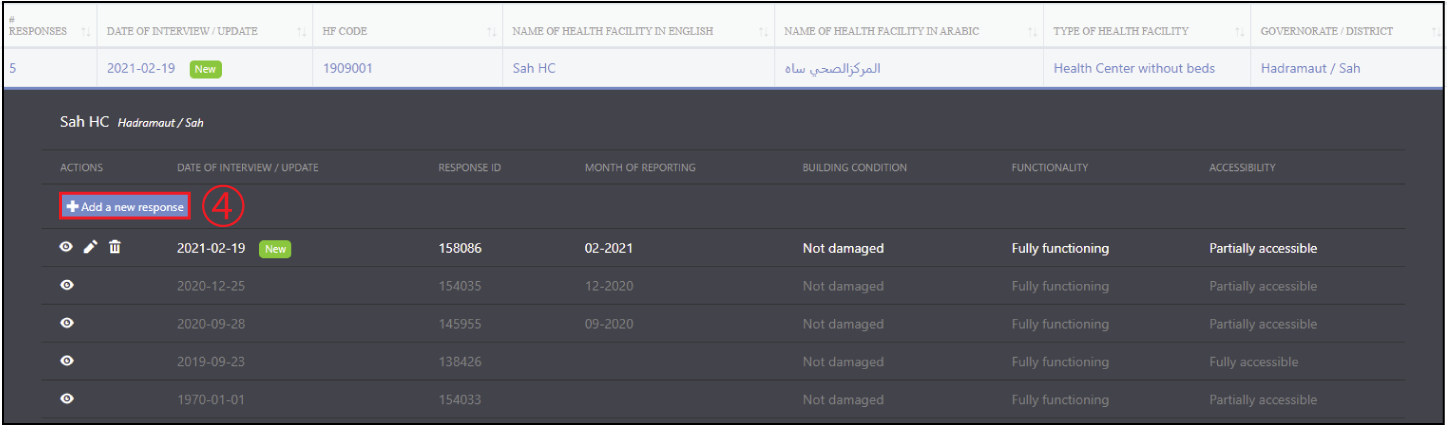 # RESPONSES DATE OF INTERVIEW / UPDATE HF CODE NAME OF HEALTH FACILITY IN ENGLISH NAME OF HEALTH FACILITY IN ARABIC TYPE OF HEALTH FACILITY GOVERNORATE / DISTRICT
5 2021-02-19 New 1909001 Sah HC المركزالصحي ساه Health Center without beds Hadramaut / Sah
Sah HC Hadramaut / Sah
ACTIONS DATE OF INTERVIEW / UPDATE RESPONSE ID MONTH OF REPORTING BUILDING CONDITION FUNCTIONALITY ACCESSIBILITY
+ Add a new response ④
2021-02-19 New 158086 02-2021 Not damaged Fully functioning Partially accessible
2020-12-25 154035 12-2020 Not damaged Fully functioning Partially accessible
2020-09-28 145955 09-2020 Not damaged Fully functioning Partially accessible
2019-09-23 138426 Not damaged Fully functioning Fully accessible
1970-01-01 154033 Not damaged Fully functioning Partially accessible